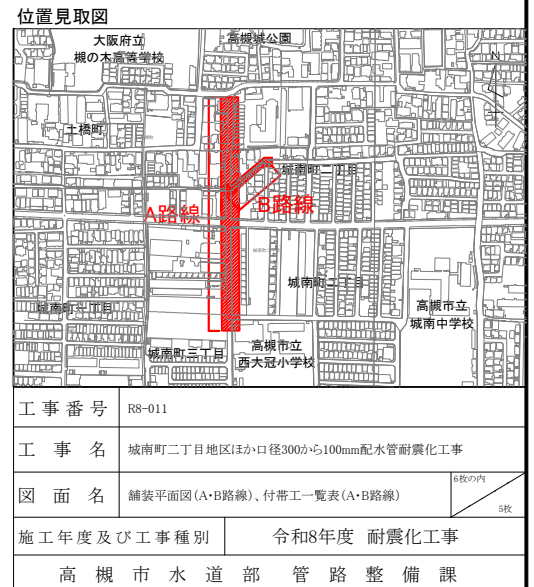 位置見取図
大阪府立
槻の木高等学校
高槻城公園
N
土橋町
城南町二丁目
A路線
B路線
城南町二丁目
城南町一丁目
高槻市立
城南中学校
城南町三丁目
高槻市立
西大冠小学校
工事番号 R8-011
工事名 城南町二丁目地区ほか口径300から100mm配水管耐震化工事
図面名 舗装平面図(A・B路線)、付帯工一覧表(A・B路線) 6枚の内 5枚
施工年度及び工事種別 令和8年度 耐震化工事
高槻市水道部 管路整備課